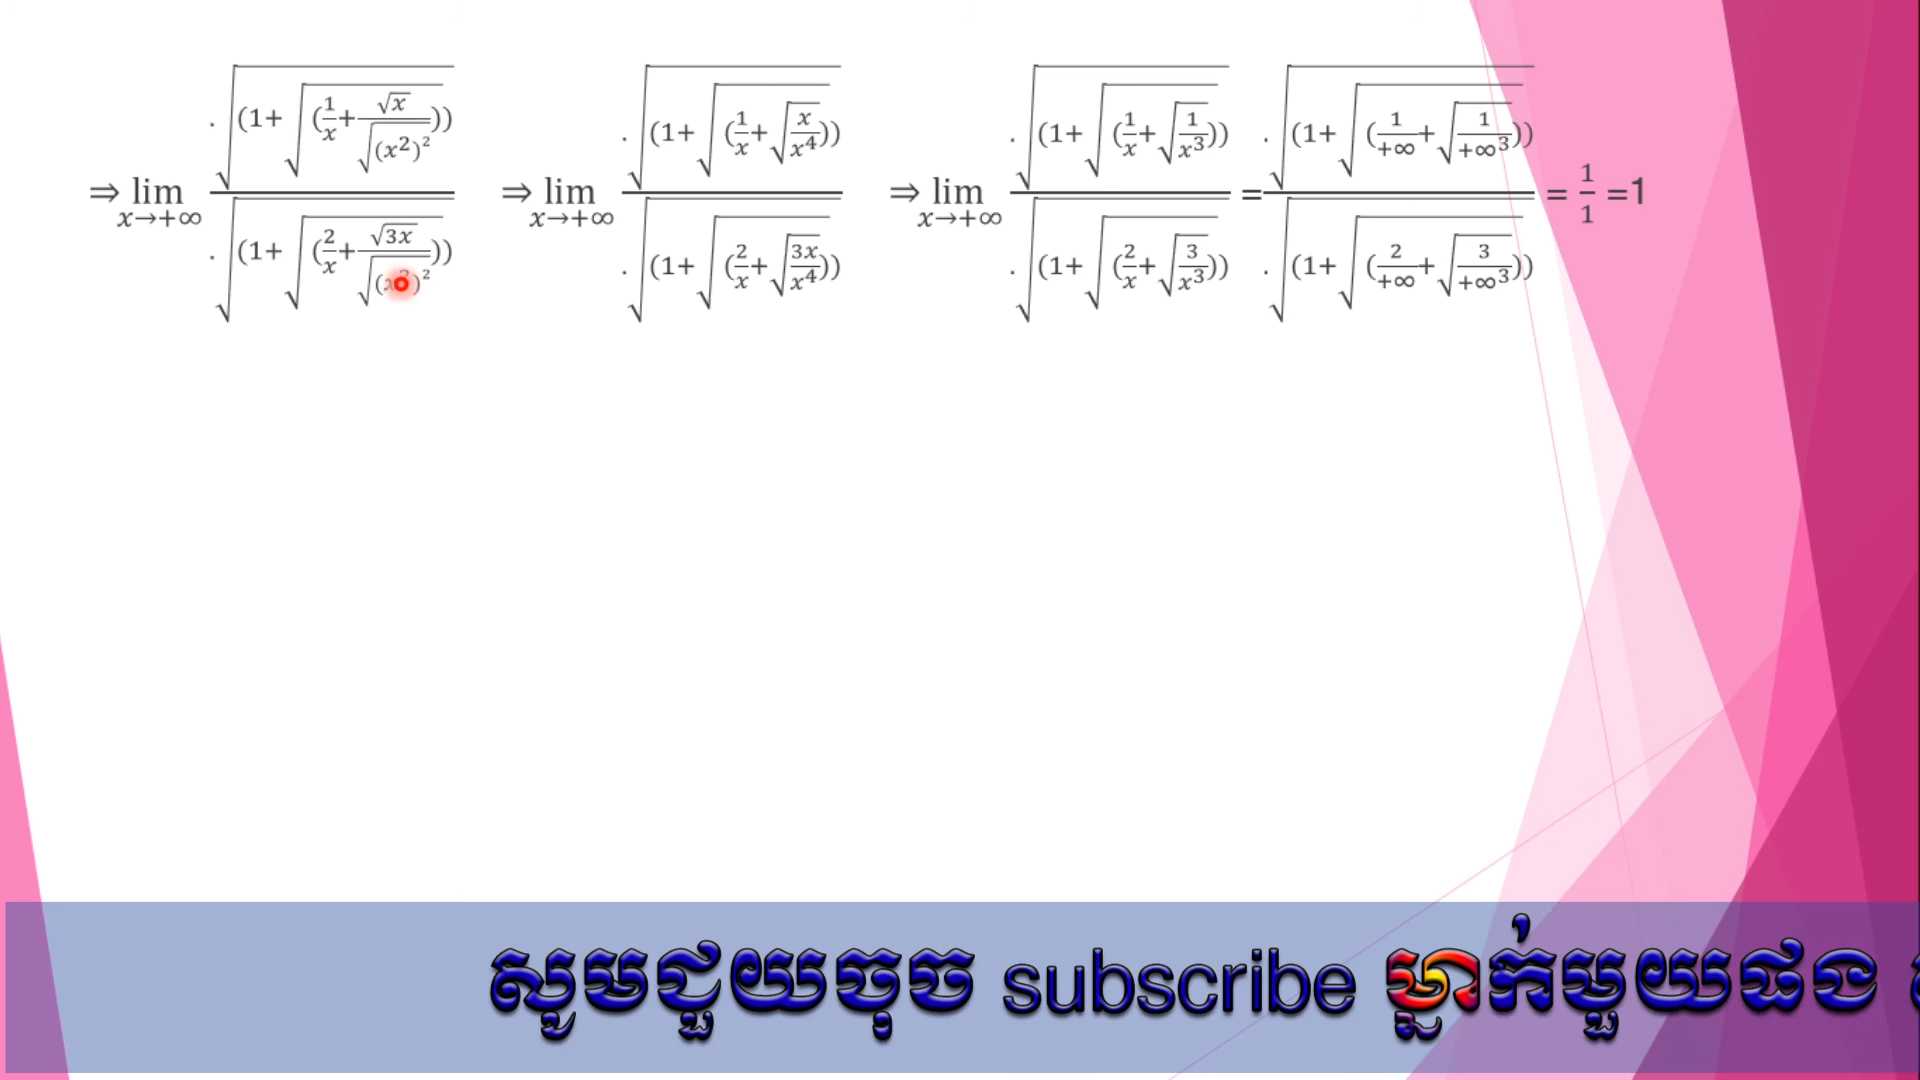 ⇒ lim x→+∞ .√(1+√(1/x+√x/√(x²)²)) / .√(1+√(2/x+√3x/√(x²)²)) ⇒ lim x→+∞ .√(1+√(1/x+√(x/x⁴))) / .√(1+√(2/x+√(3x/x⁴))) ⇒ lim x→+∞ .√(1+√(1/x+√(1/x³))) / .√(1+√(2/x+√(3/x³))) = .√(1+√(1/+∞+√(1/+∞³))) / .√(1+√(2/+∞+√(3/+∞³))) = 1/1 =1
សូមជួយចុច subscribe ម្នាក់មួយផង